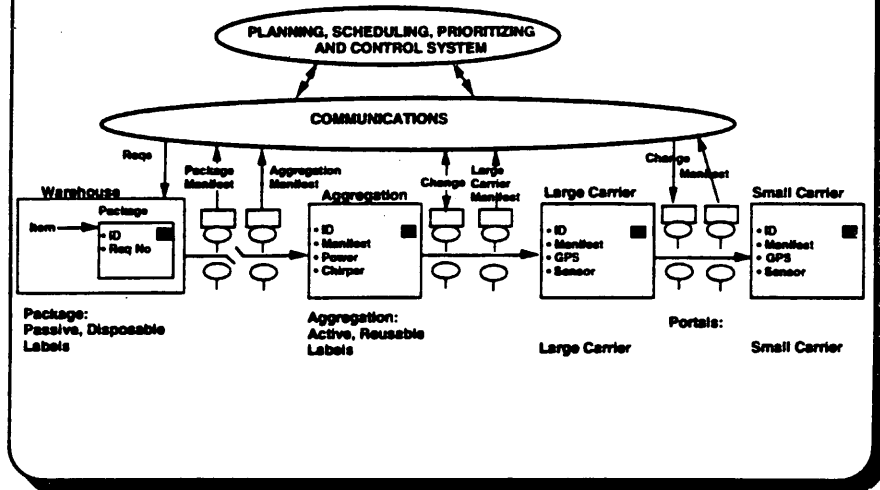 PLANNING, SCHEDULING, PRIORITIZING
AND CONTROL SYSTEM
COMMUNICATIONS
Reqs
Package
Manifest
Aggregation
Manifest
Change
Large
Carrier
Manifest
Change
Manifest
Warehouse
Package
Item
• ID
• Req No
Aggregation
• ID
• Manifest
• Power
• Chirper
Large Carrier
• ID
• Manifest
• GPS
• Sensor
Small Carrier
• ID
• Manifest
• GPS
• Sensor
Package:
Passive, Disposable
Labels
Aggregation:
Active, Reusable
Labels
Large Carrier
Portals:
Small Carrier